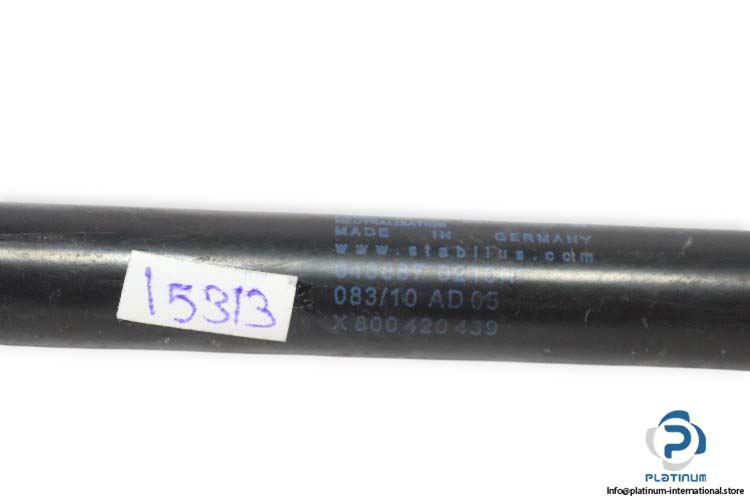 MADE IN GERMANY
www.stabilus.com
083/10 AD 05
X 800 420 439
15313
PLATINUM
Info@platinum-international.store